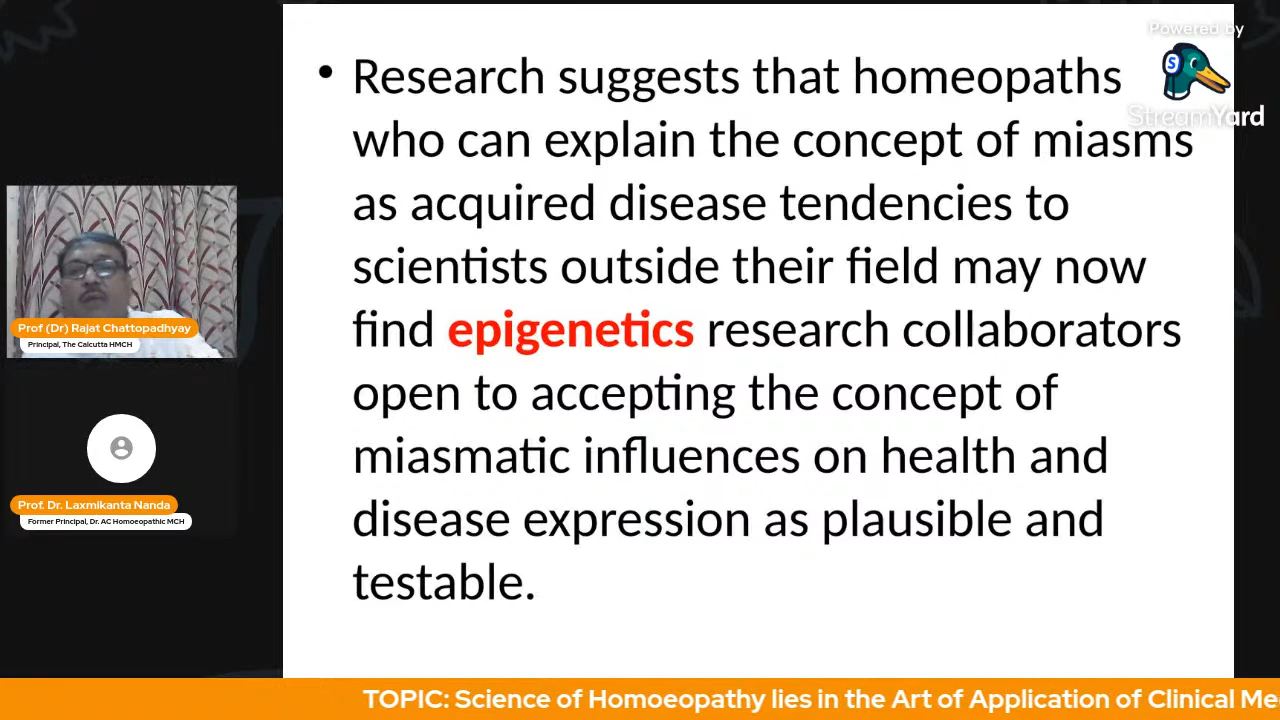 Powered by
StreamYard
• Research suggests that homeopaths
who can explain the concept of miasms
as acquired disease tendencies to
scientists outside their field may now
find epigenetics research collaborators
open to accepting the concept of
miasmatic influences on health and
disease expression as plausible and
testable.
Prof (Dr) Rajat Chattopadhyay
Principal, The Calcutta HMCH
Prof. Dr. Laxmikanta Nanda
Former Principal, Dr. AC Homoeopathic MCH
TOPIC: Science of Homoeopathy lies in the Art of Application of Clinical Me